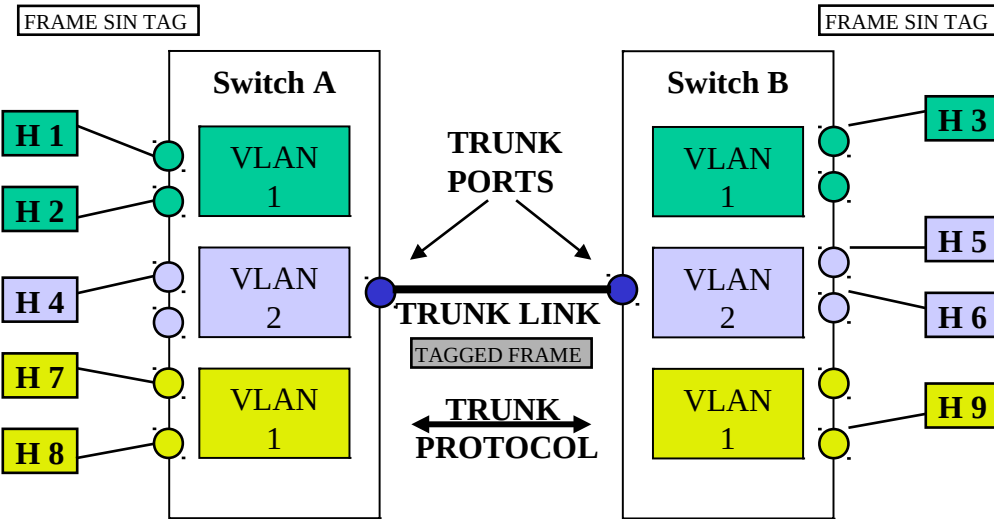 FRAME SIN TAG
FRAME SIN TAG
Switch A
Switch B
H 1
H 2
H 4
H 7
H 8
VLAN
1
VLAN
2
VLAN
1
TRUNK
PORTS
TRUNK LINK
TAGGED FRAME
TRUNK
PROTOCOL
VLAN
1
VLAN
2
VLAN
1
H 3
H 5
H 6
H 9